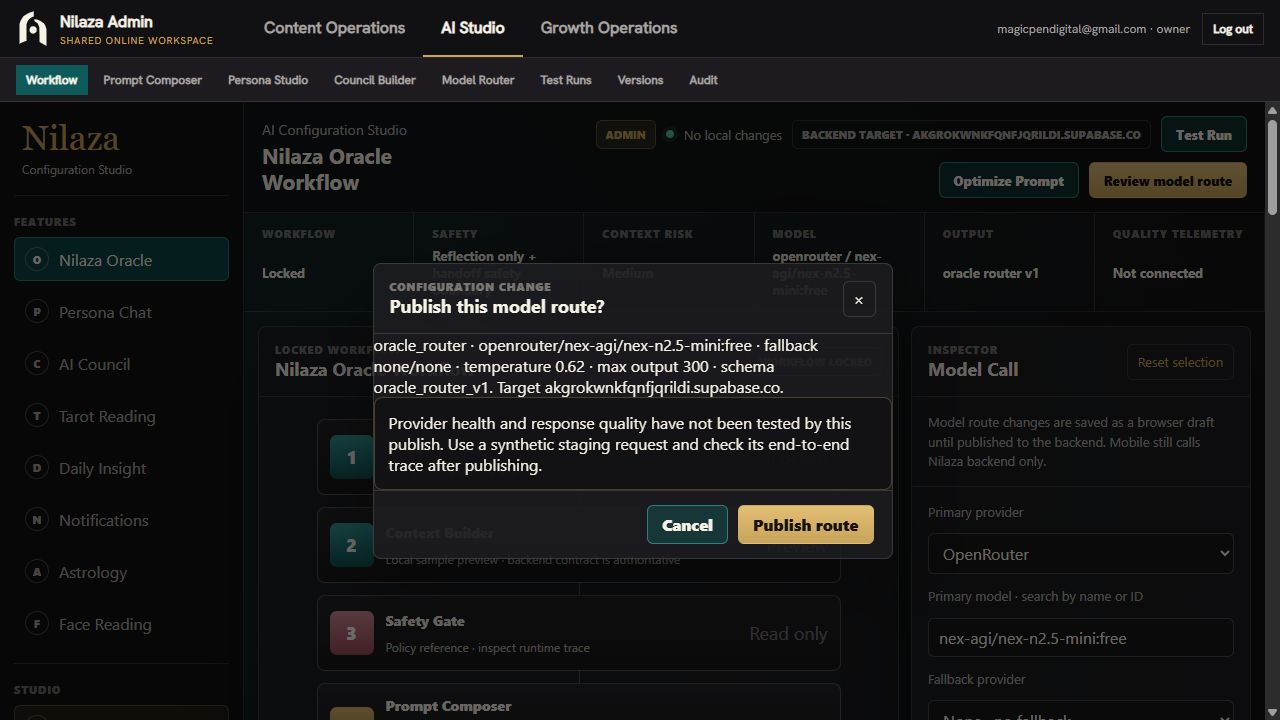 Nilaza Admin
SHARED ONLINE WORKSPACE
Content Operations
AI Studio
Growth Operations
magicpendigital@gmail.com · owner
Log out
Workflow
Prompt Composer
Persona Studio
Council Builder
Model Router
Test Runs
Versions
Audit
Nilaza
Configuration Studio
FEATURES
O Nilaza Oracle
P Persona Chat
C AI Council
T Tarot Reading
D Daily Insight
N Notifications
A Astrology
F Face Reading
STUDIO
AI Configuration Studio
Nilaza Oracle
Workflow
ADMIN
No local changes
BACKEND TARGET · AKGROKWNKFQNFJQRILDI.SUPABASE.CO
Test Run
Optimize Prompt
Review model route
WORKFLOW
Locked
SAFETY
Reflection only +
handoff safety
CONTEXT RISK
Medium
MODEL
openrouter / nex-
agi/nex-n2.5-
mini:free
OUTPUT
oracle router v1
QUALITY TELEMETRY
Not connected
CONFIGURATION CHANGE
Publish this model route?
×
oracle_router · openrouter/nex-agi/nex-n2.5-mini:free · fallback
none/none · temperature 0.62 · max output 300 · schema
oracle_router_v1. Target akgrokwnkfqnfjqrildi.supabase.co.
Provider health and response quality have not been tested by this
publish. Use a synthetic staging request and check its end-to-end
trace after publishing.
Cancel
Publish route
LOCKED
Nilaza
WORKFLOW LOCKED
1
2
Context Builder
Local sample preview · backend contract is authoritative
Preview
3
Safety Gate
Policy reference · inspect runtime trace
Read only
Prompt Composer
INSPECTOR
Model Call
Reset selection
Model route changes are saved as a browser draft
until published to the backend. Mobile still calls
Nilaza backend only.
Primary provider
OpenRouter
Primary model · search by name or ID
nex-agi/nex-n2.5-mini:free
Fallback provider